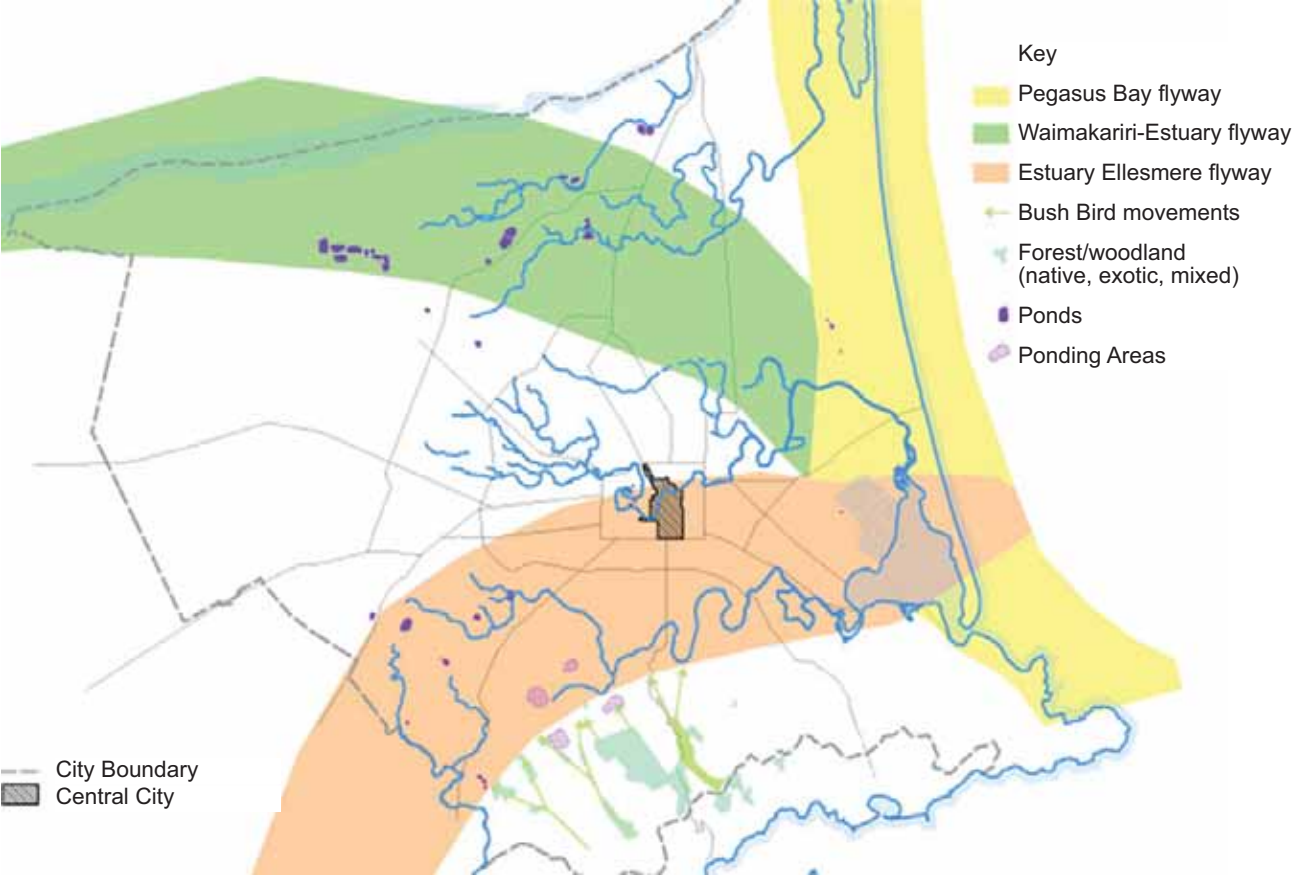 Key
Pegasus Bay flyway
Waimakariri-Estuary flyway
Estuary Ellesmere flyway
Bush Bird movements
Forest/woodland
(native, exotic, mixed)
Ponds
Ponding Areas
City Boundary
Central City